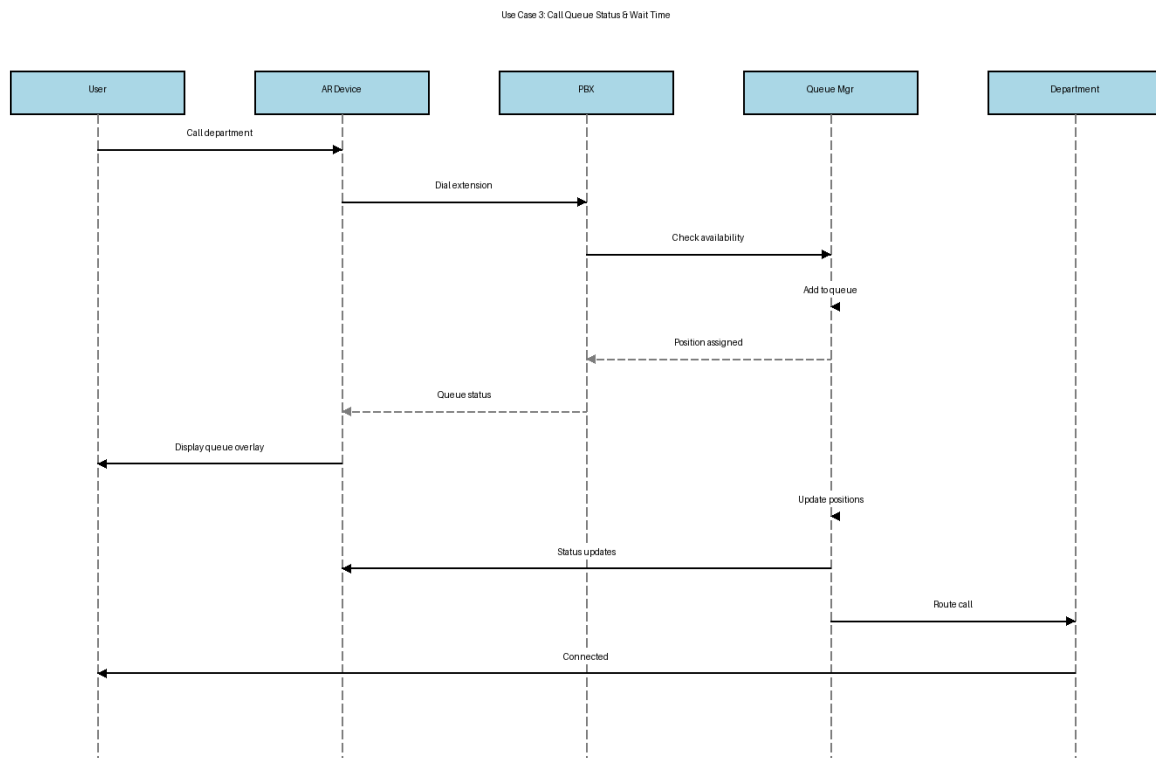 Use Case 3: Call Queue Status & Wait Time
User
AR Device
PBX
Queue Mgr
Department
Call department
Dial extension
Check availability
Add to queue
Position assigned
Queue status
Display queue overlay
Update positions
Status updates
Route call
Connected